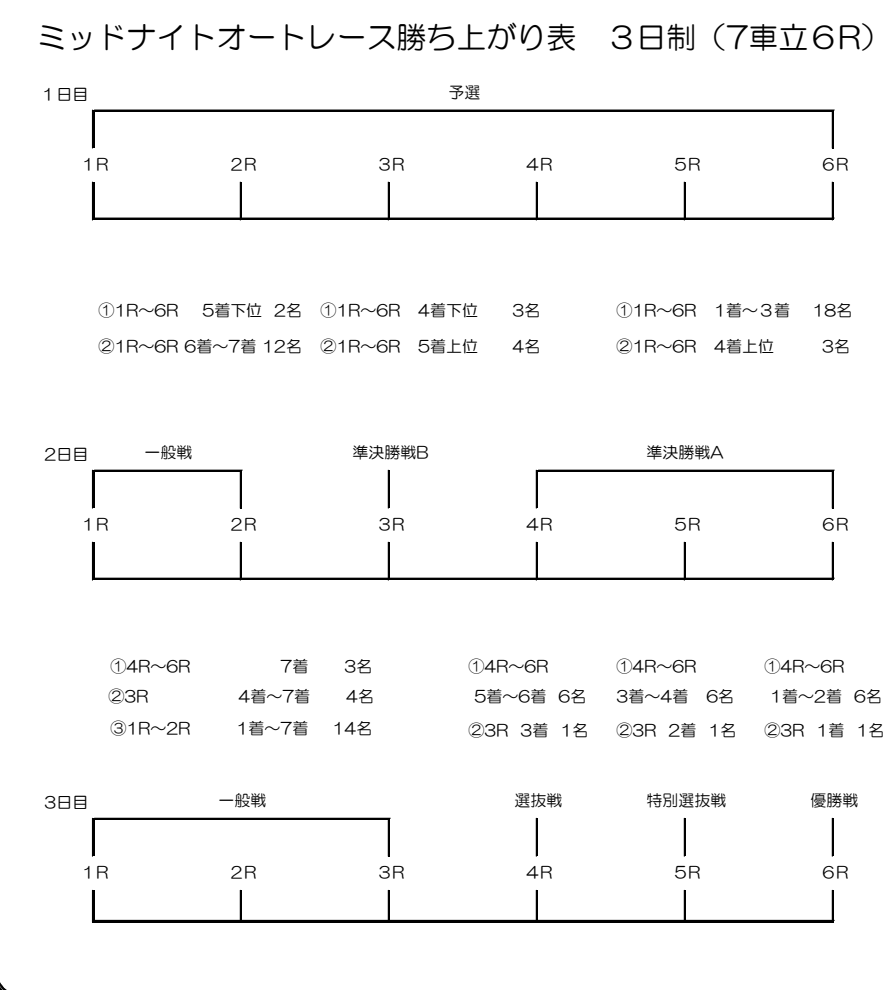 ミッドナイトオートレース勝ち上がり表　３日制（７車立６Ｒ）
1日目　予選
1R　2R　3R　4R　5R　6R
①1R～6R　5着下位　2名　①1R～6R　4着下位　3名　①1R～6R　1着～3着　18名
②1R～6R 6着～7着 12名　②1R～6R　5着上位　4名　②1R～6R　4着上位　3名
2日目　一般戦　準決勝戦B　準決勝戦A
1R　2R　3R　4R　5R　6R
①4R～6R　7着　3名　①4R～6R　①4R～6R　①4R～6R
②3R　4着～7着　4名　5着～6着　6名　3着～4着　6名　1着～2着　6名
③1R～2R　1着～7着　14名　②3R　3着　1名　②3R　2着　1名　②3R　1着　1名
3日目　一般戦　選抜戦　特別選抜戦　優勝戦
1R　2R　3R　4R　5R　6R